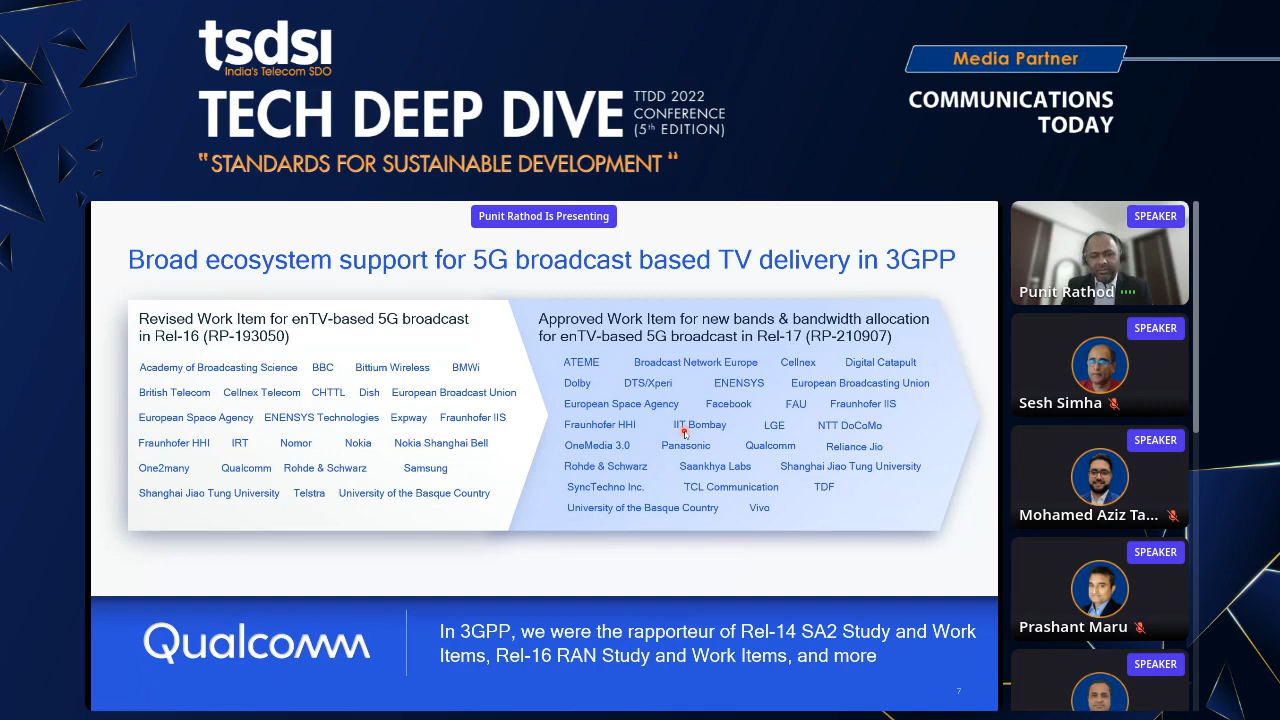 tsdsi
India's Telecom SDO
TECH DEEP DIVE
TTDD 2022
CONFERENCE
(5th EDITION)
"STANDARDS FOR SUSTAINABLE DEVELOPMENT"
Media Partner
COMMUNICATIONS
TODAY
Punit Rathod Is Presenting
Broad ecosystem support for 5G broadcast based TV delivery in 3GPP
Revised Work Item for enTV-based 5G broadcast
in Rel-16 (RP-193050)
Academy of Broadcasting Science BBC Bittium Wireless BMWi
British Telecom Cellnex Telecom CHTTL Dish European Broadcast Union
European Space Agency ENENSYS Technologies Expway Fraunhofer IIS
Fraunhofer HHI IRT Nomor Nokia Nokia Shanghai Bell
One2many Qualcomm Rohde & Schwarz Samsung
Shanghai Jiao Tung University Telstra University of the Basque Country
Approved Work Item for new bands & bandwidth allocation
for enTV-based 5G broadcast in Rel-17 (RP-210907)
ATEME Broadcast Network Europe Cellnex Digital Catapult
Dolby DTS/Xperi ENENSYS European Broadcasting Union
European Space Agency Facebook FAU Fraunhofer IIS
Fraunhofer HHI IIT Bombay LGE NTT DoCoMo
OneMedia 3.0 Panasonic Qualcomm Reliance Jio
Rohde & Schwarz Saankhya Labs Shanghai Jiao Tung University
SyncTechno Inc. TCL Communication TDF
University of the Basque Country Vivo
Qualcomm
In 3GPP, we were the rapporteur of Rel-14 SA2 Study and Work
Items, Rel-16 RAN Study and Work Items, and more
7
SPEAKER
Punit Rathod
SPEAKER
Sesh Simha
SPEAKER
Mohamed Aziz Ta...
SPEAKER
Prashant Maru
SPEAKER